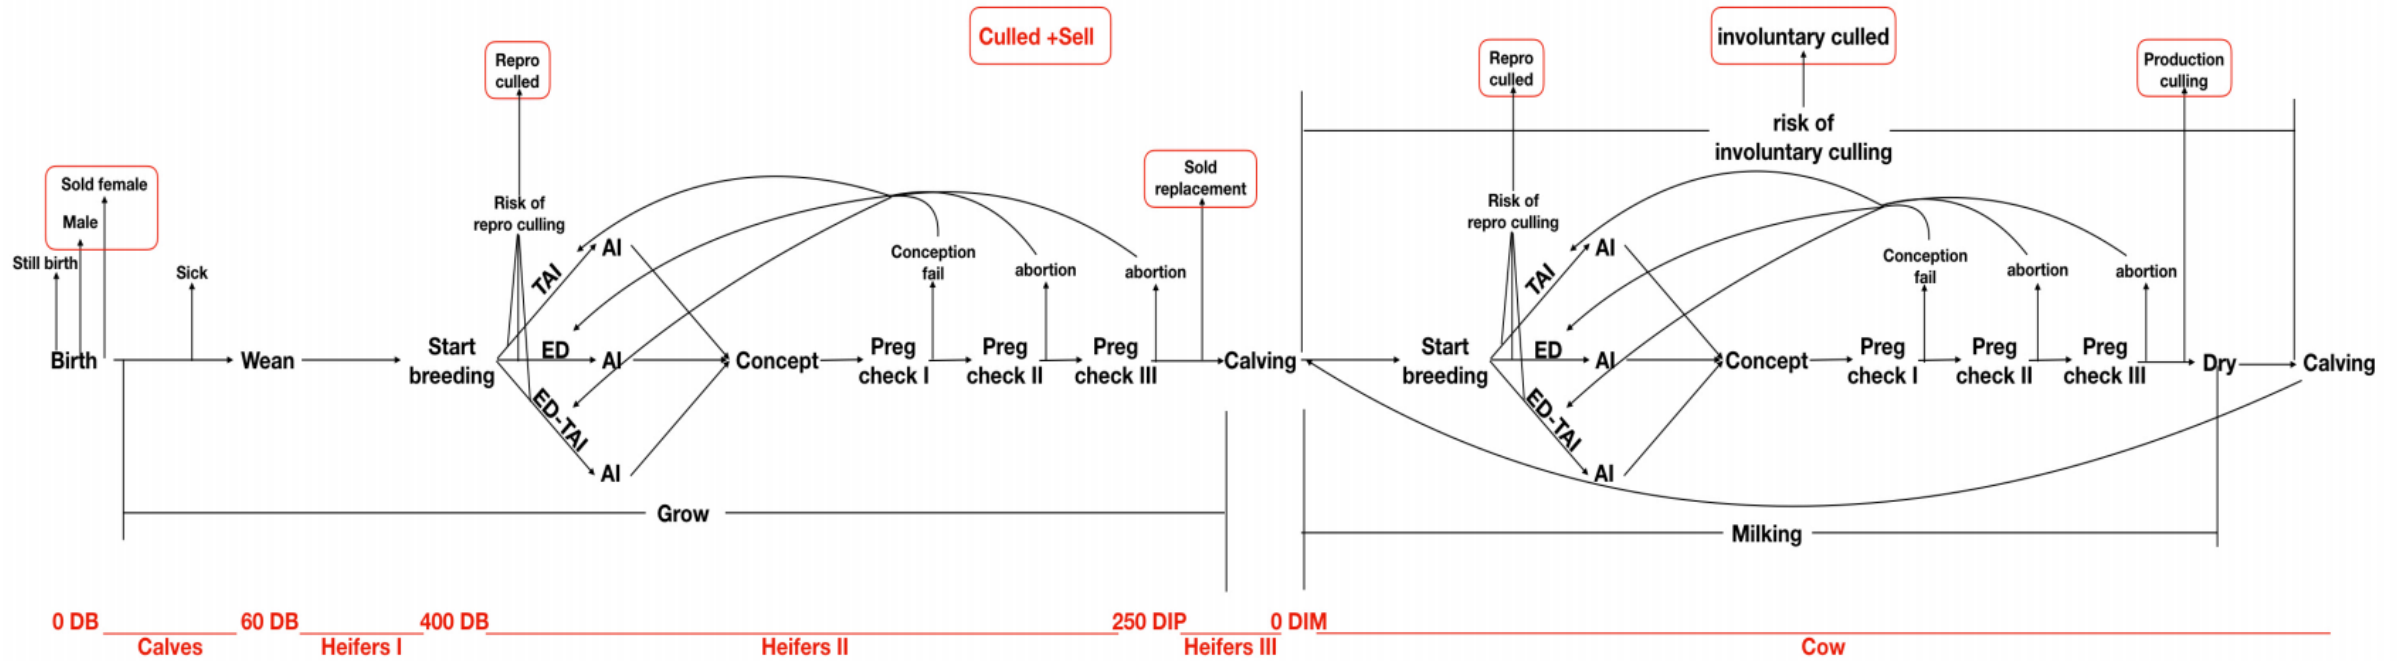 Culled +Sell
Repro
culled
Sold female
Male
Still birth
Sick
Risk of
repro culling
TAI
AI
ED
AI
ED-TAI
AI
Birth
Wean
Start
breeding
Concept
Conception
fail
abortion
abortion
Sold
replacement
Preg
check I
Preg
check II
Preg
check III
Calving
Grow
involuntary culled
Repro
culled
Production
culling
risk of
involuntary culling
Risk of
repro culling
TAI
AI
ED
AI
ED-TAI
AI
Start
breeding
Concept
Conception
fail
abortion
abortion
Preg
check I
Preg
check II
Preg
check III
Dry
Calving
Milking
0 DB
60 DB
400 DB
250 DIP
0 DIM
Calves
Heifers I
Heifers II
Heifers III
Cow